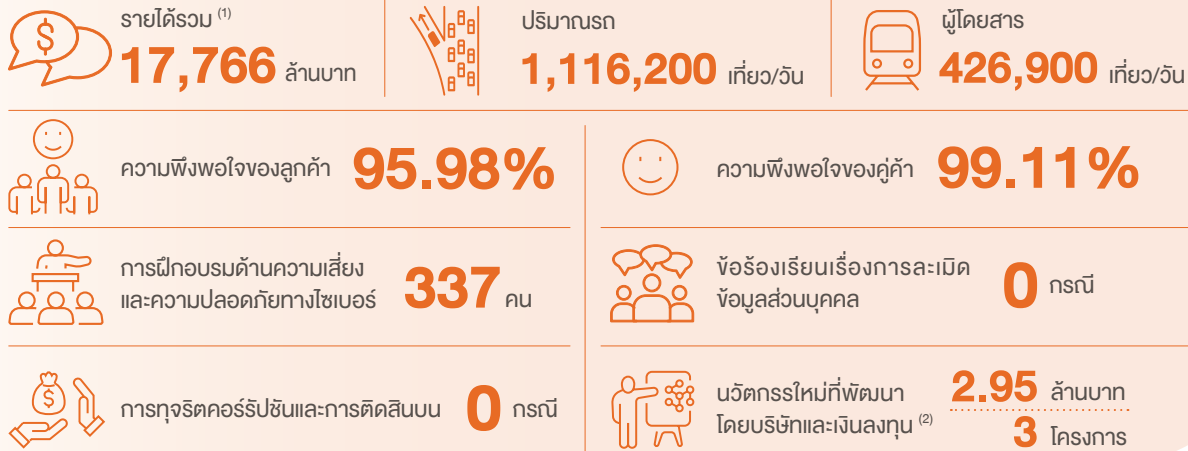 รายได้รวม (1)
17,766 ล้านบาท
ปริมาณรถ
1,116,200 เที่ยว/วัน
ผู้โดยสาร
426,900 เที่ยว/วัน
ความพึงพอใจของลูกค้า 95.98%
ความพึงพอใจของคู่ค้า 99.11%
การฝึกอบรมด้านความเสี่ยง
และความปลอดภัยทางไซเบอร์ 337 คน
ข้อร้องเรียนเรื่องการละเมิด
ข้อมูลส่วนบุคคล 0 กรณี
การทุจริตคอร์รัปชันและการติดสินบน 0 กรณี
นวัตกรรมใหม่ที่พัฒนา
โดยบริษัทและเงินลงทุน (2)
2.95 ล้านบาท
3 โครงการ